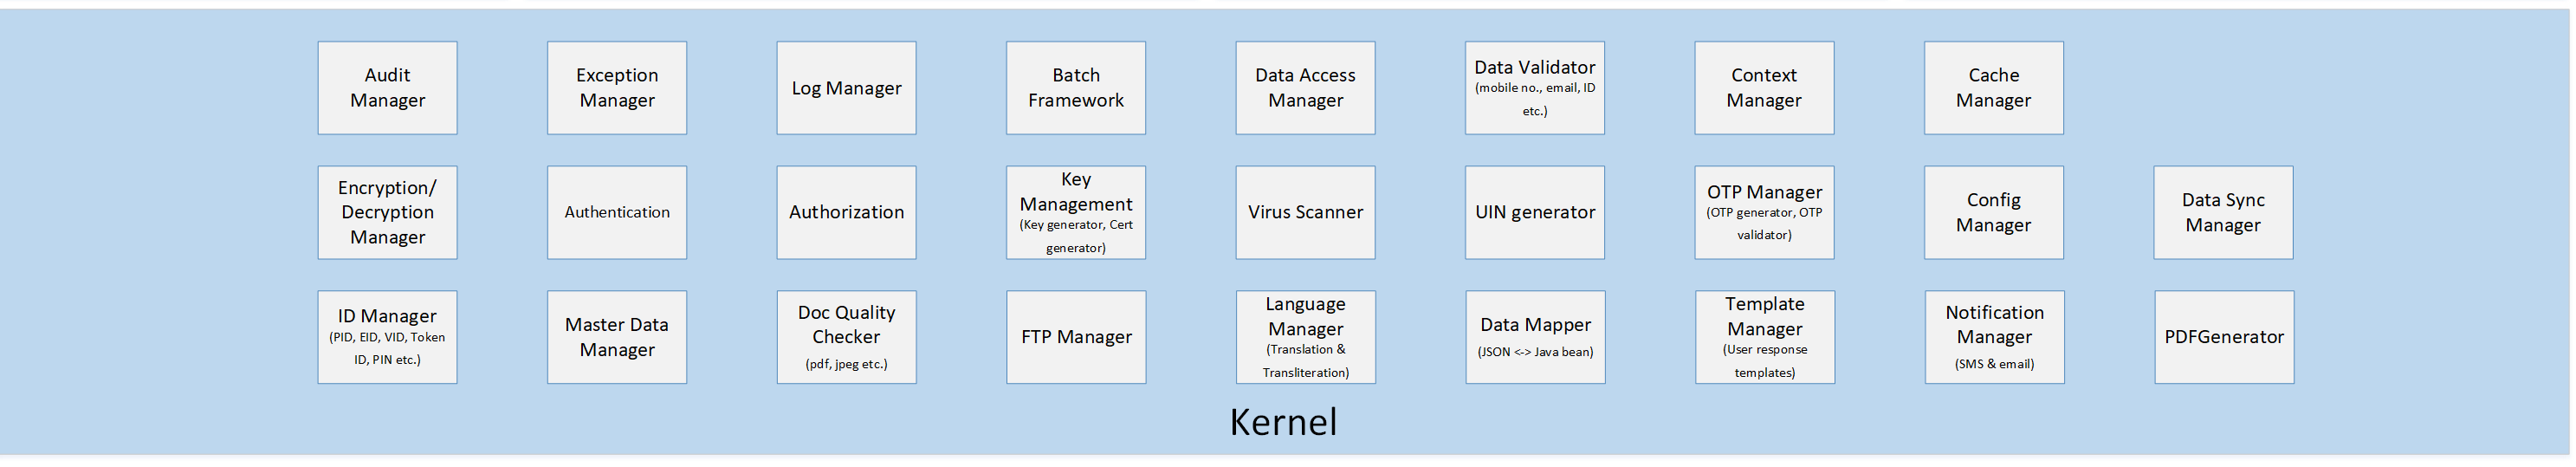 Audit
Manager
Exception
Manager
Log Manager
Batch
Framework
Data Access
Manager
Data Validator
(mobile no., email, ID
etc.)
Context
Manager
Cache
Manager
Encryption/
Decryption
Manager
Authentication
Authorization
Key
Management
(Key generator, Cert
generator)
Virus Scanner
UIN generator
OTP Manager
(OTP generator, OTP
validator)
Config
Manager
Data Sync
Manager
ID Manager
(PID, EID, VID, Token
ID, PIN etc.)
Master Data
Manager
Doc Quality
Checker
(pdf, jpeg etc.)
FTP Manager
Language
Manager
(Translation &
Transliteration)
Data Mapper
(JSON <-> Java bean)
Template
Manager
(User response
templates)
Notification
Manager
(SMS & email)
PDFGenerator
Kernel